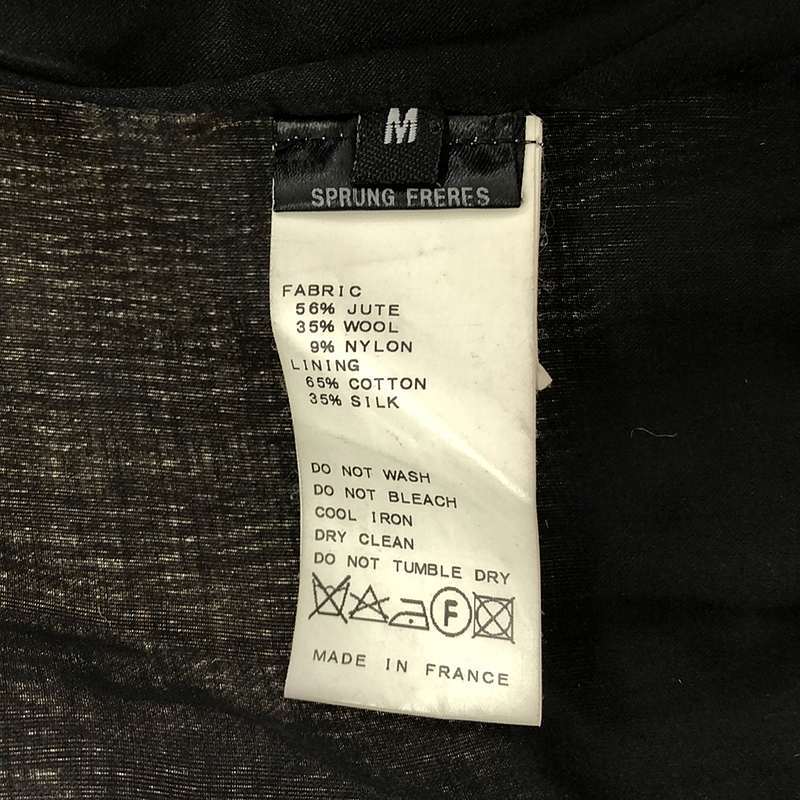 M
SPRUNG FRERES
FABRIC
56% JUTE
35% WOOL
9% NYLON
LINING
65% COTTON
35% SILK
DO NOT WASH
DO NOT BLEACH
COOL IRON
DRY CLEAN
DO NOT TUMBLE DRY
F
MADE IN FRANCE